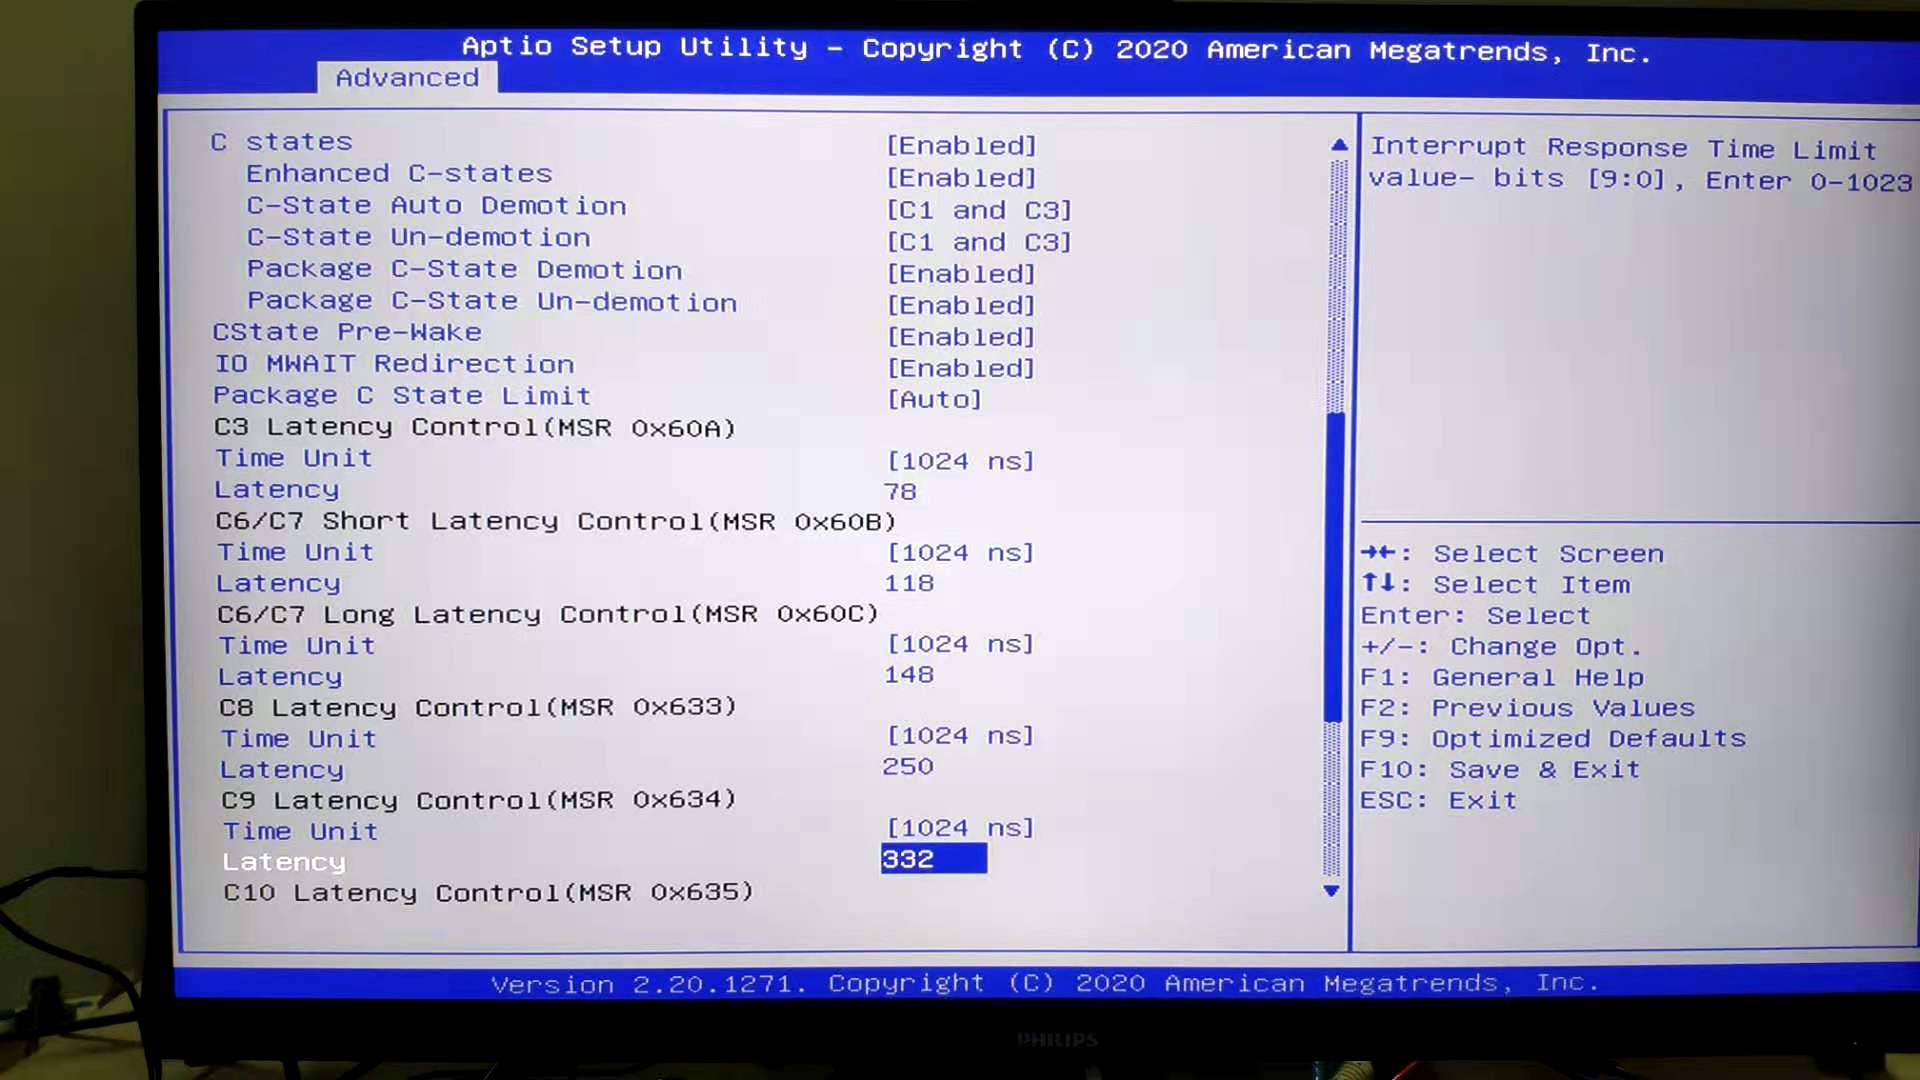 Aptio Setup Utility – Copyright (C) 2020 American Megatrends, Inc.
Advanced
C states [Enabled]
Enhanced C-states [Enabled]
C-State Auto Demotion [C1 and C3]
C-State Un-demotion [C1 and C3]
Package C-State Demotion [Enabled]
Package C-State Un-demotion [Enabled]
CState Pre-Wake [Enabled]
IO MWAIT Redirection [Enabled]
Package C State Limit [Auto]
C3 Latency Control(MSR 0x60A)
Time Unit [1024 ns]
Latency 78
C6/C7 Short Latency Control(MSR 0x60B)
Time Unit [1024 ns]
Latency 118
C6/C7 Long Latency Control(MSR 0x60C)
Time Unit [1024 ns]
Latency 148
C8 Latency Control(MSR 0x633)
Time Unit [1024 ns]
Latency 250
C9 Latency Control(MSR 0x634)
Time Unit [1024 ns]
Latency 332
C10 Latency Control(MSR 0x635)
Interrupt Response Time Limit
value- bits [9:0], Enter 0-1023
→←: Select Screen
↑↓: Select Item
Enter: Select
+/-: Change Opt.
F1: General Help
F2: Previous Values
F9: Optimized Defaults
F10: Save & Exit
ESC: Exit
Version 2.20.1271. Copyright (C) 2020 American Megatrends, Inc.
PHILIPS